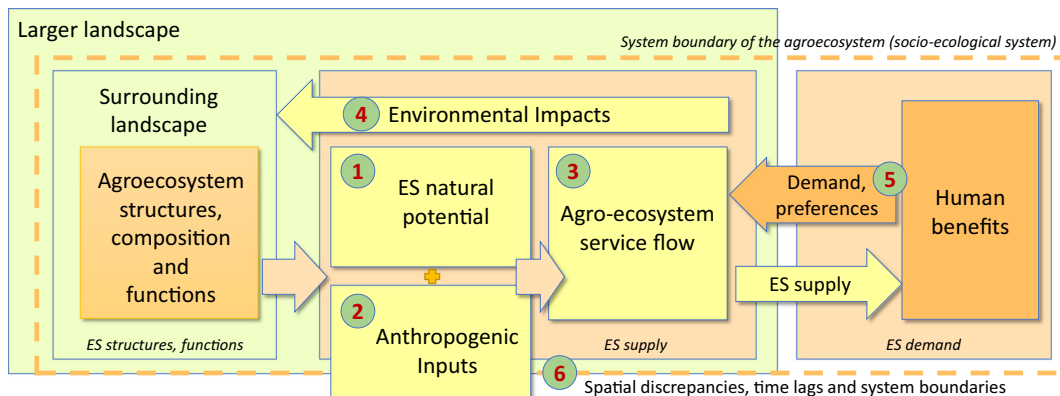 Larger landscape
System boundary of the agroecosystem (socio-ecological system)
Surrounding
landscape
4 Environmental Impacts
Agroecosystem
structures,
composition
and
functions
1
ES natural
potential
3
Agro-ecosystem
service flow
5
Demand,
preferences
Human
benefits
2
Anthropogenic
Inputs
ES supply
ES structures, functions
ES supply
ES demand
6
Spatial discrepancies, time lags and system boundaries